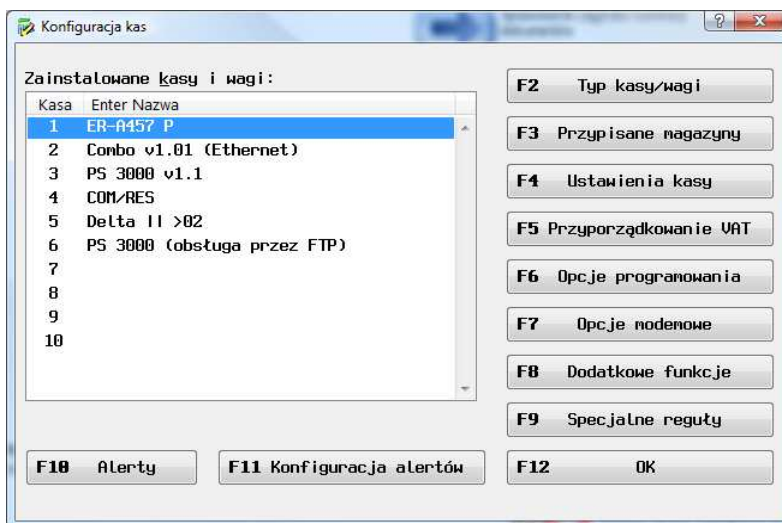 Konfiguracja kas
Zainstalowane kasy i wagi:
Kasa Enter Nazwa
1 ER-A457 P
2 Combo v1.01 (Ethernet)
3 PS 3000 v1.1
4 COM/RES
5 Delta II >02
6 PS 3000 (obsługa przez FTP)
7
8
9
10
F2 Typ kasy/wagi
F3 Przypisane magazyny
F4 Ustawienia kasy
F5 Przyporządkowanie VAT
F6 Opcje programowania
F7 Opcje modemowe
F8 Dodatkowe funkcje
F9 Specjalne reguły
F10 Alerty
F11 Konfiguracja alertów
F12 OK